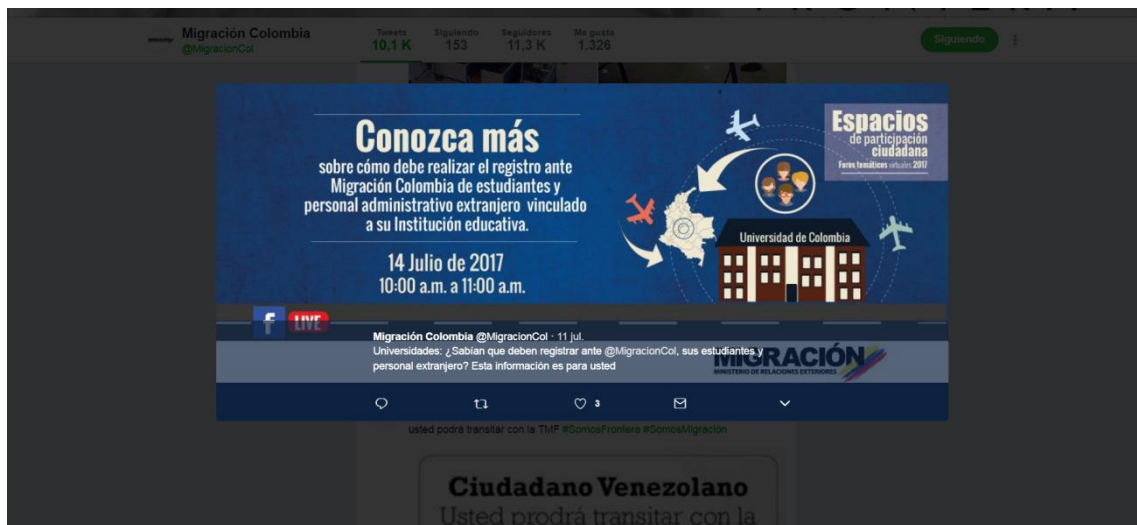 Migración Colombia
@MigracionCol
Tweets
10,1 K
Siguiendo
153
Seguidores
11,3 K
Me gusta
1.326
Siguiendo
Conozca más
sobre cómo debe realizar el registro ante
Migración Colombia de estudiantes y
personal administrativo extranjero vinculado
a su Institución educativa.
14 Julio de 2017
10:00 a.m. a 11:00 a.m.
Espacios
de participación
ciudadana
Foros temáticos virtuales 2017
Universidad de Colombia
f LIVE
Migración Colombia @MigracionCol · 11 jul.
Universidades: ¿Sabían que deben registrar ante @MigracionCol, sus estudiantes y
personal extranjero? Esta información es para usted
MIGRACIÓN
MINISTERIO DE RELACIONES EXTERIORES
3
usted podrá transitar con la TMF #SomosFrontera #SomosMigración
Ciudadano Venezolano
Usted prodrá transitar con la